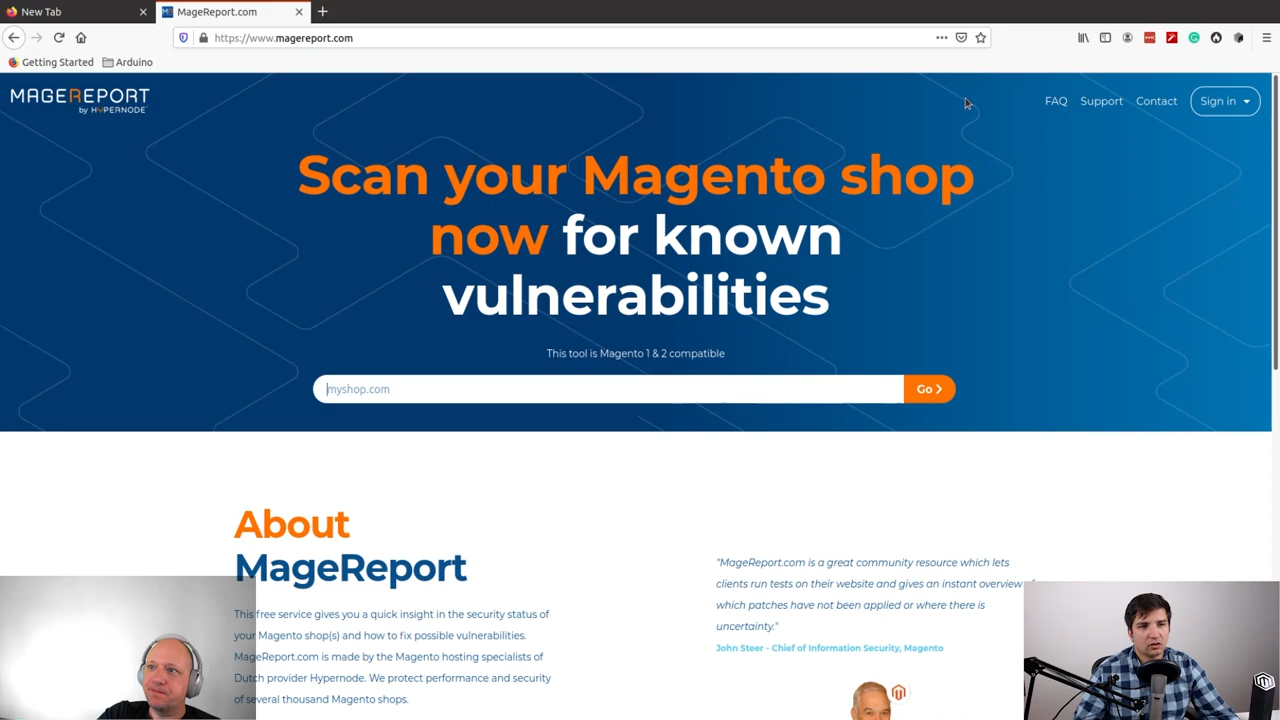 New Tab
MageReport.com
https://www.magereport.com
Getting Started
Arduino
MAGEREPORT
by HYPERNODE
FAQ
Support
Contact
Sign in
Scan your Magento shop
now for known
vulnerabilities
This tool is Magento 1 & 2 compatible
myshop.com
Go
About
MageReport
This free service gives you a quick insight in the security status of
your Magento shop(s) and how to fix possible vulnerabilities.
MageReport.com is made by the Magento hosting specialists of
Dutch provider Hypernode. We protect performance and security
of several thousand Magento shops.
"MageReport.com is a great community resource which lets
clients run tests on their website and gives an instant overview of
which patches have not been applied or where there is
uncertainty."
John Steer - Chief of Information Security, Magento